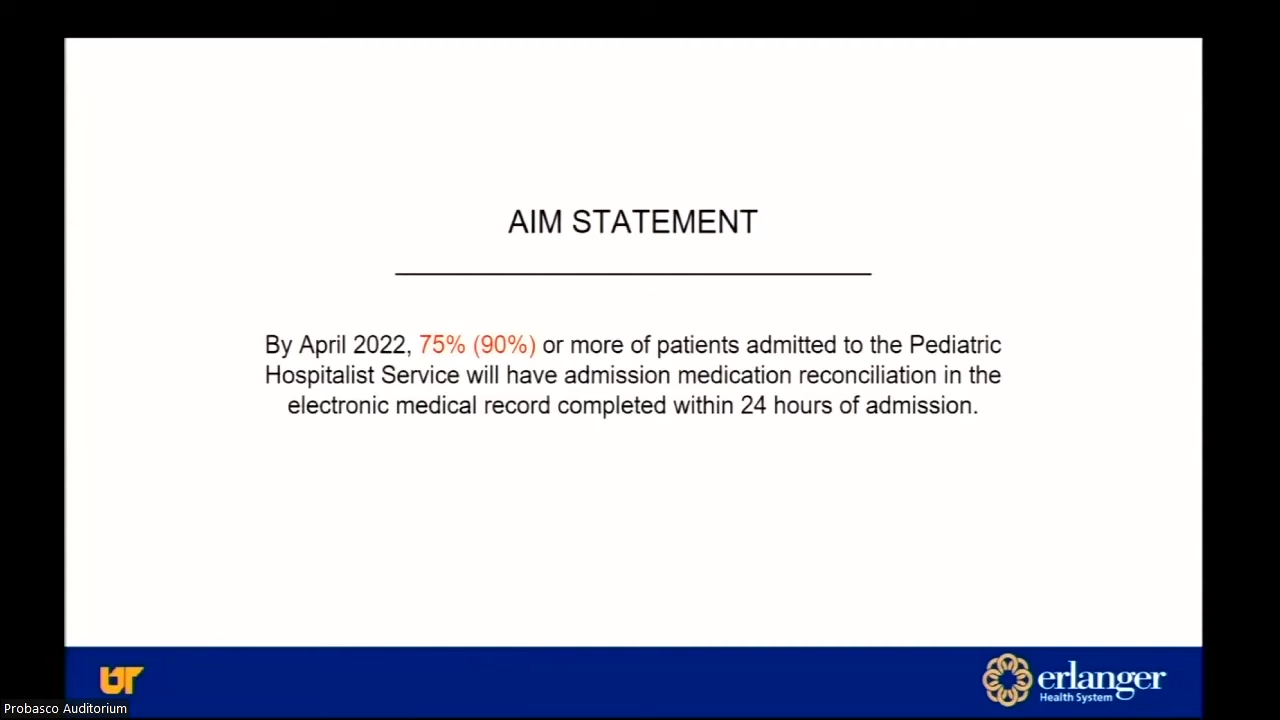 AIM STATEMENT
By April 2022, 75% (90%) or more of patients admitted to the Pediatric
Hospitalist Service will have admission medication reconciliation in the
electronic medical record completed within 24 hours of admission.
UT
erlanger
Health System
Probasco Auditorium